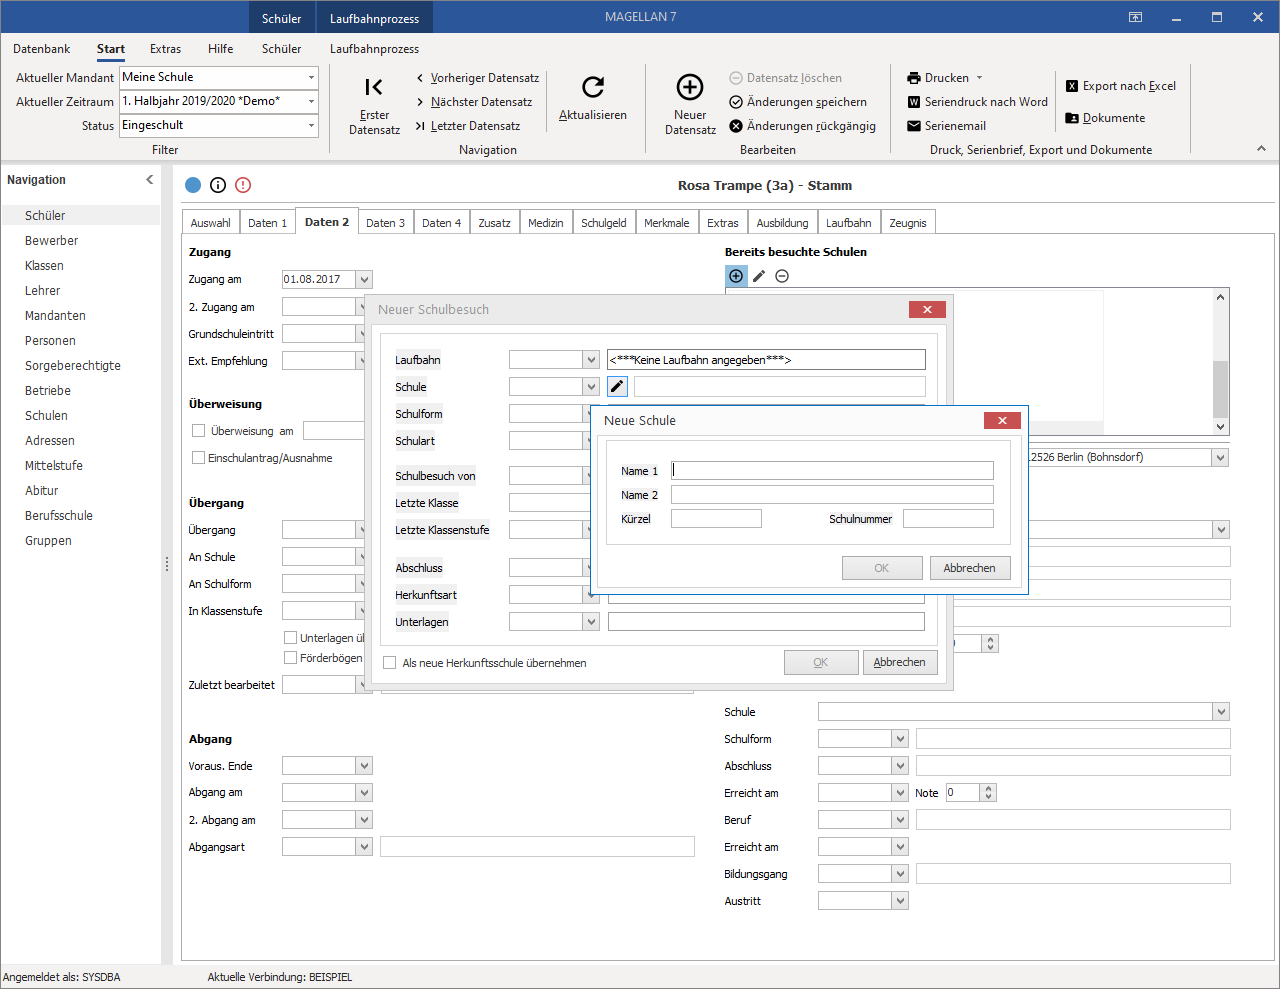 Schüler Laufbahnprozess MAGELLAN 7
Datenbank Start Extras Hilfe Schüler Laufbahnprozess
Aktueller Mandant Meine Schule
Aktueller Zeitraum 1. Halbjahr 2019/2020 *Demo*
Status Eingeschult
Filter
Erster Datensatz
Vorheriger Datensatz
Nächster Datensatz
Letzter Datensatz
Aktualisieren
Navigation
Neuer Datensatz
Datensatz löschen
Änderungen speichern
Änderungen rückgängig
Bearbeiten
Drucken
Seriendruck nach Word
Serienemail
Export nach Excel
Dokumente
Druck, Serienbrief, Export und Dokumente
Navigation
Schüler
Bewerber
Klassen
Lehrer
Mandanten
Personen
Sorgeberechtigte
Betriebe
Schulen
Adressen
Mittelstufe
Abitur
Berufsschule
Gruppen
Rosa Trampe (3a) - Stamm
Auswahl Daten 1 Daten 2 Daten 3 Daten 4 Zusatz Medizin Schulgeld Merkmale Extras Ausbildung Laufbahn Zeugnis
Zugang
Zugang am 01.08.2017
2. Zugang am
Grundschuleintritt
Ext. Empfehlung
Überweisung
Überweisung am
Einschulantrag/Ausnahme
Übergang
Übergang
An Schule
An Schulform
In Klassenstufe
Unterlagen
Förderbögen
Zuletzt bearbeitet
Abgang
Voraus. Ende
Abgang am
2. Abgang am
Abgangsart
Bereits besuchte Schulen
2526 Berlin (Bohnsdorf)
Schule
Schulform
Abschluss
Erreicht am Note 0
Beruf
Erreicht am
Bildungsgang
Austritt
Neuer Schulbesuch
Laufbahn <***Keine Laufbahn angegeben***>
Schule
Schulform
Schulart
Schulbesuch von
Letzte Klasse
Letzte Klassenstufe
Abschluss
Herkunftsart
Unterlagen
Als neue Herkunftsschule übernehmen
OK Abbrechen
Neue Schule
Name 1
Name 2
Kürzel Schulnummer
OK Abbrechen
Angemeldet als: SYSDBA Aktuelle Verbindung: BEISPIEL